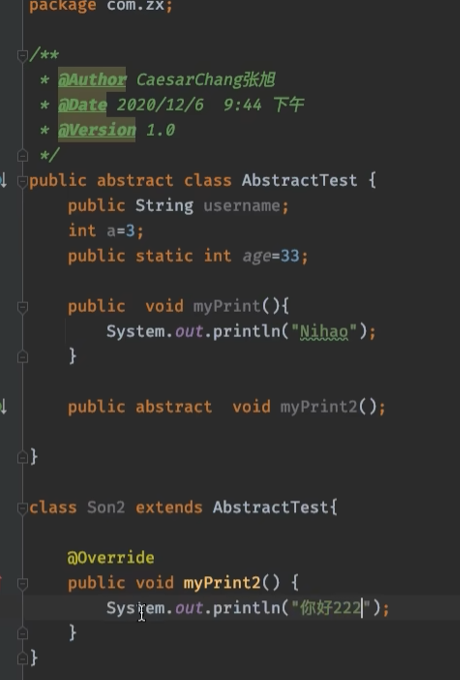 package com.zx;
/**
* @Author CaesarChang张旭
* @Date 2020/12/6 9:44 下午
* @Version 1.0
*/
public abstract class AbstractTest {
public String username;
int a=3;
public static int age=33;
public void myPrint(){
System.out.println("Nihao");
}
public abstract void myPrint2();
}
class Son2 extends AbstractTest{
@Override
public void myPrint2() {
System.out.println("你好222");
}
}